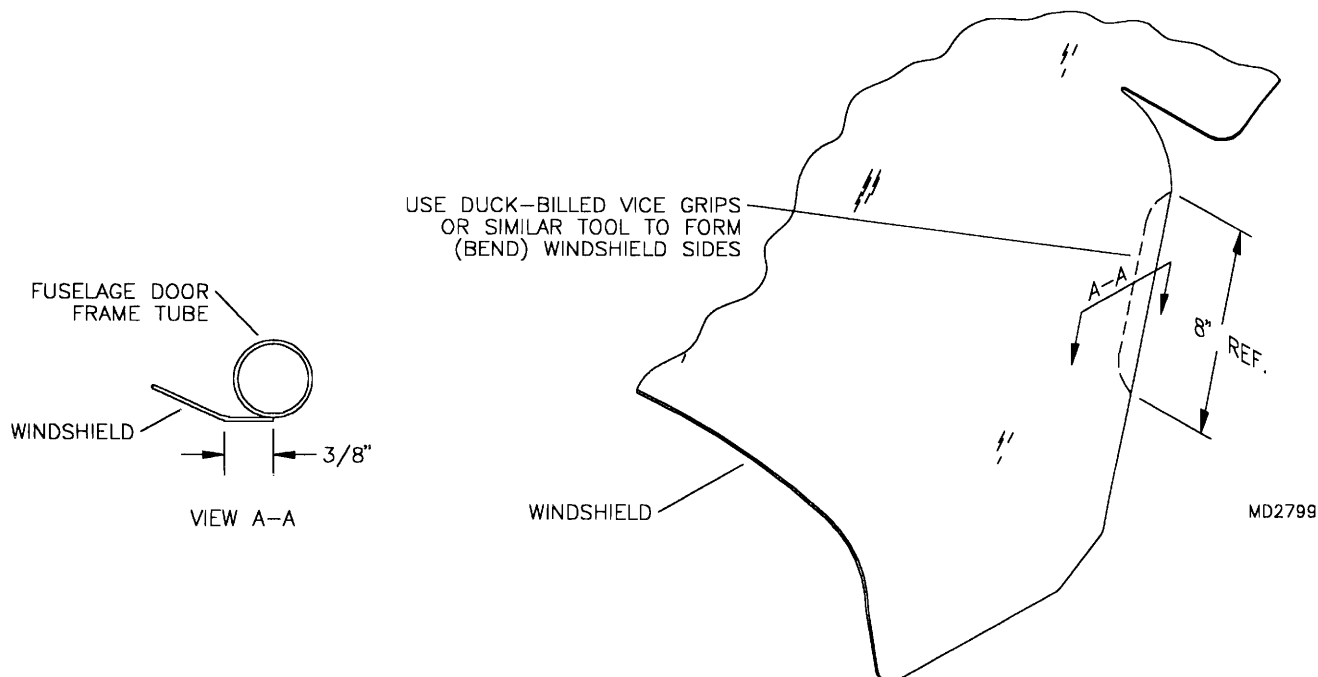 USE DUCK-BILLED VICE GRIPS
OR SIMILAR TOOL TO FORM
(BEND) WINDSHIELD SIDES
FUSELAGE DOOR
FRAME TUBE
A-A
8" REF.
WINDSHIELD
3/8"
VIEW A-A
WINDSHIELD
MD2799